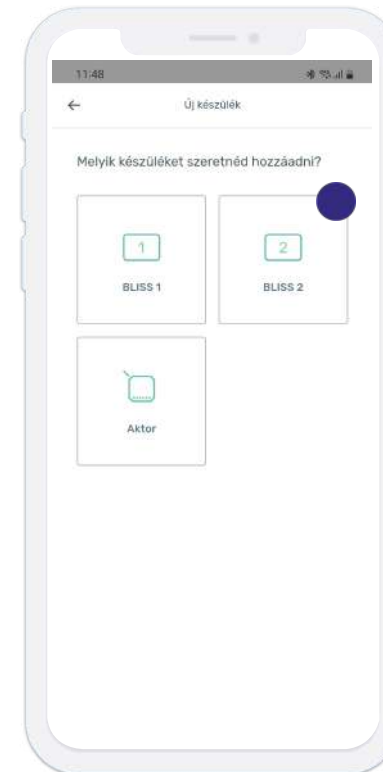 11:48
Új készülék
Melyik készüléket szeretnéd hozzáadni?
1
2
BLISS 1
BLISS 2
Aktor